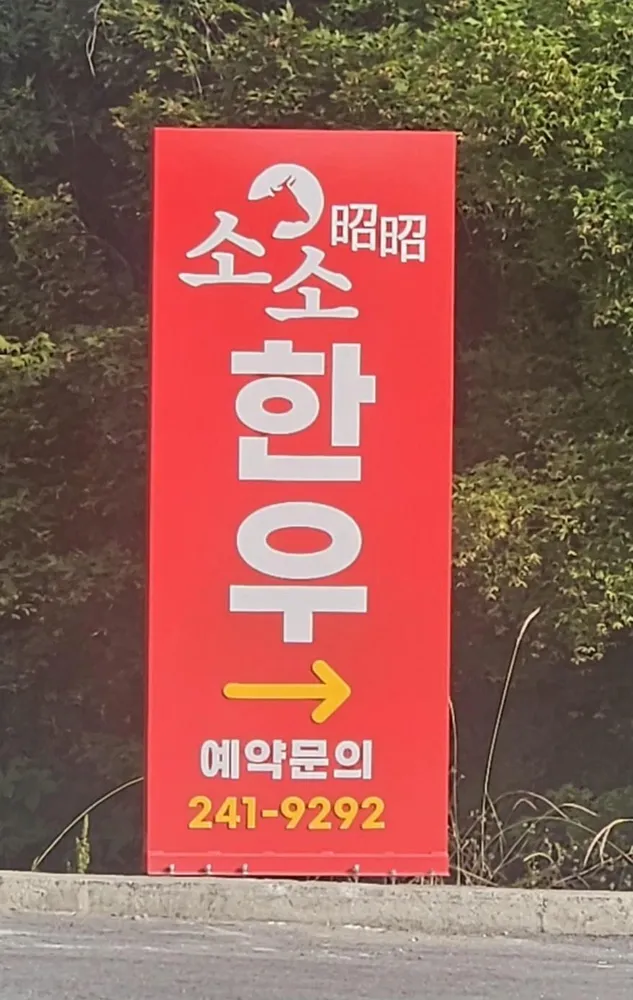 소소 昭昭
한우
→
예약문의
241-9292